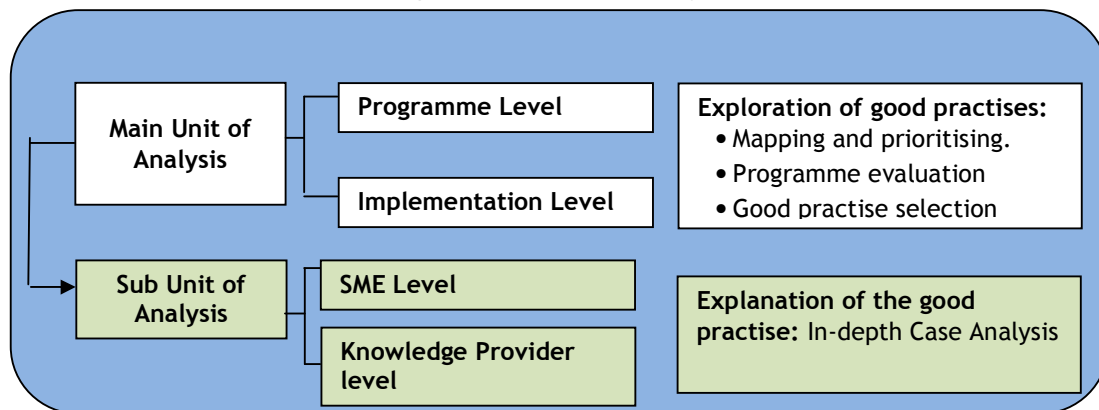 Main Unit of
Analysis
Programme Level
Implementation Level
Exploration of good practises:
• Mapping and prioritising.
• Programme evaluation
• Good practise selection
Sub Unit of
Analysis
SME Level
Knowledge Provider
level
Explanation of the good
practise: In-depth Case Analysis